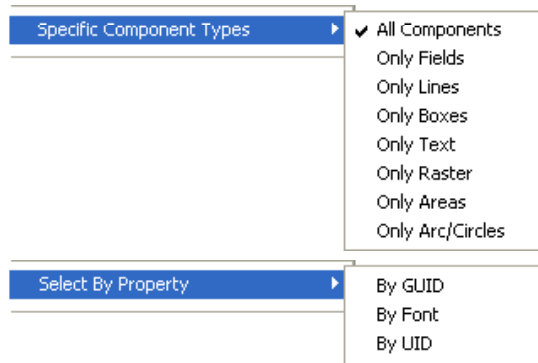 Specific Component Types
All Components
Only Fields
Only Lines
Only Boxes
Only Text
Only Raster
Only Areas
Only Arc/Circles
Select By Property
By GUID
By Font
By UID